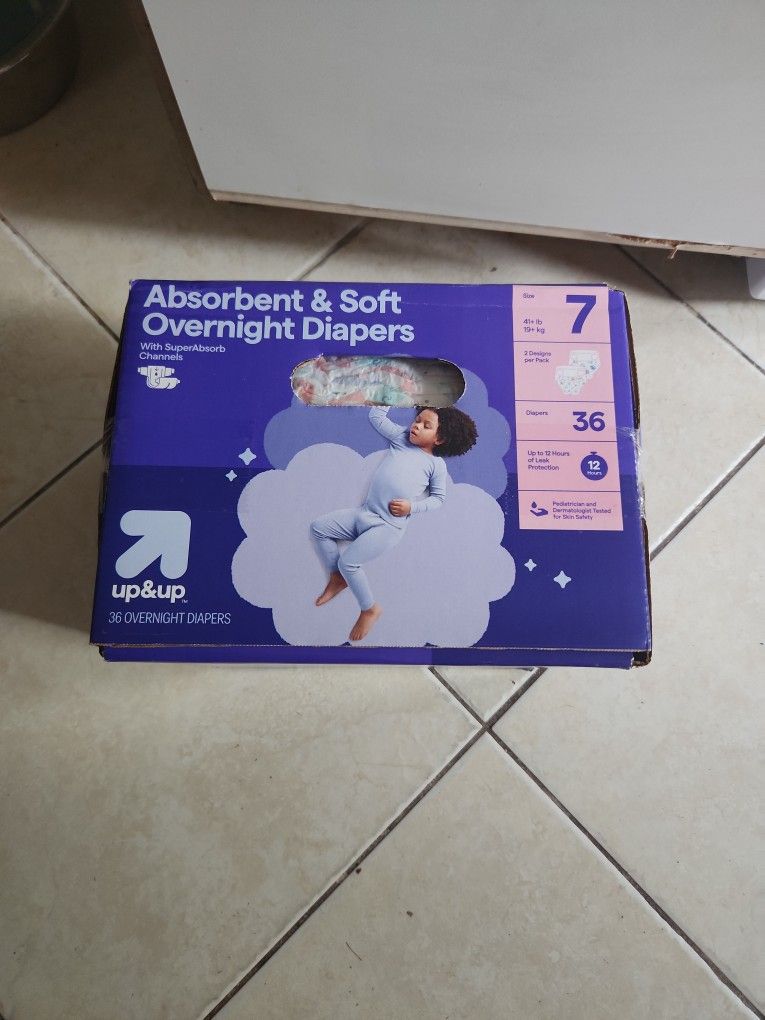 Absorbent & Soft
Overnight Diapers
With SuperAbsorb
Channels
Size
7
41+ lb
19+ kg
2 Designs
per Pack
Diapers
36
Up to 12 Hours
of Leak
Protection
12
Hours
Pediatrician and
Dermatologist Tested
for Skin Safety
up&up™
36 OVERNIGHT DIAPERS